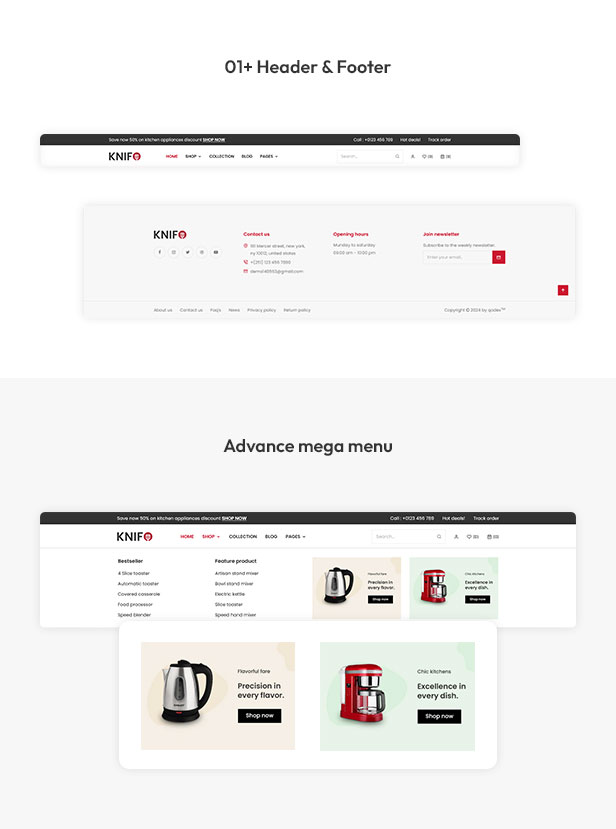 01+ Header & Footer
Save now 50% on kitchen appliances discount SHOP NOW
Call : +0123 456 789 Hot deals! Track order
KNIFO
HOME SHOP COLLECTION BLOG PAGES
Search...
(0) (0)
KNIFO
Contact us
90 Mercer street, new york,
ny 10012, united states
Opening hours
Monday to saturday
09:00 am - 10:00 pm
Join newsletter
Subscribe to the weekly newsletter.
Enter your email,
About us Contact us Faq's News Privacy policy Return policy
Copyright © 2024 by
Advance mega menu
Save now 50% on kitchen appliances discount SHOP NOW
Call : +0123 456 789 Hot deals! Track order
KNIFO
HOME SHOP COLLECTION BLOG PAGES
Search...
(0) (0)
Bestseller
4 Slice toaster
Automatic toaster
Covered casserole
Food processor
Speed blender
Feature product
Artisan stand mixer
Bowl stand mixer
Electric kettle
Slice toaster
Speed hand mixer
Flavorful fare
Precision in
every flavor.
Shop now
Chic kitchens
Excellence in
every dish.
Shop now
Flavorful fare
Precision in
every flavor.
Shop now
Chic kitchens
Excellence in
every dish.
Shop now